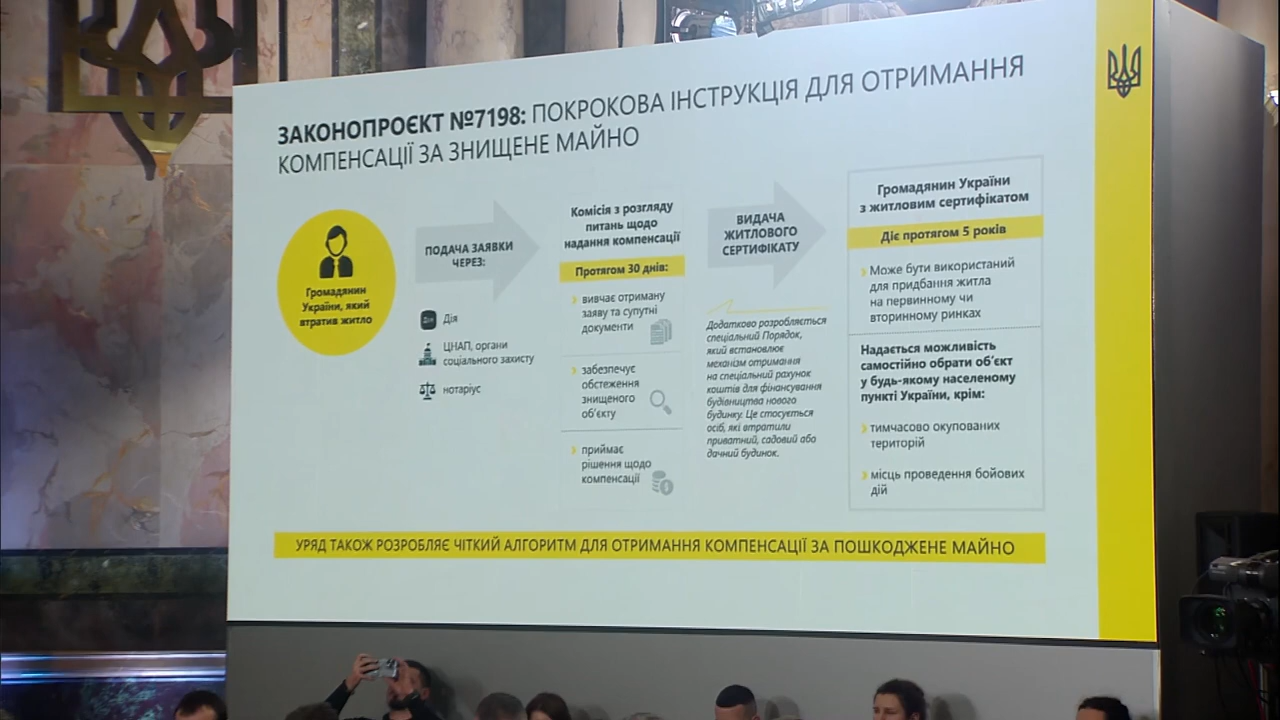 ЗАКОНОПРОЄКТ №7198: ПОКРОКОВА ІНСТРУКЦІЯ ДЛЯ ОТРИМАННЯ
КОМПЕНСАЦІЇ ЗА ЗНИЩЕНЕ МАЙНО
Громадянин
України, який
втратив житло
ПОДАЧА ЗАЯВКИ
ЧЕРЕЗ:
Дія
Дія
ЦНАП, органи
соціального захисту
нотаріус
Комісія з розгляду
питань щодо
надання компенсації
Протягом 30 днів:
вивчає отриману
заяву та супутні
документи
забезпечує
обстеження
знищеного
об'єкту
приймає
рішення щодо
компенсації
ВИДАЧА
ЖИТЛОВОГО
СЕРТИФІКАТУ
Додатково розробляється
спеціальний Порядок,
який встановлює
механізм отримання
на спеціальний рахунок
коштів для фінансування
будівництва нового
будинку. Це стосується
осіб, які втратили
приватний, садовий або
дачний будинок.
Громадянин України
з житловим сертифікатом
Діє протягом 5 років
Може бути використаний
для придбання житла
на первинному чи
вторинному ринках
Надається можливість
самостійно обрати об'єкт
у будь-якому населеному
пункті України, крім:
тимчасово окупованих
територій
місць проведення бойових
дій
УРЯД ТАКОЖ РОЗРОБЛЯЄ ЧІТКИЙ АЛГОРИТМ ДЛЯ ОТРИМАННЯ КОМПЕНСАЦІЇ ЗА ПОШКОДЖЕНЕ МАЙНО